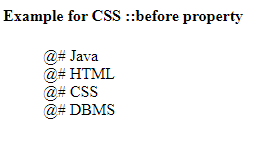 Example for CSS ::before property
@# Java
@# HTML
@# CSS
@# DBMS